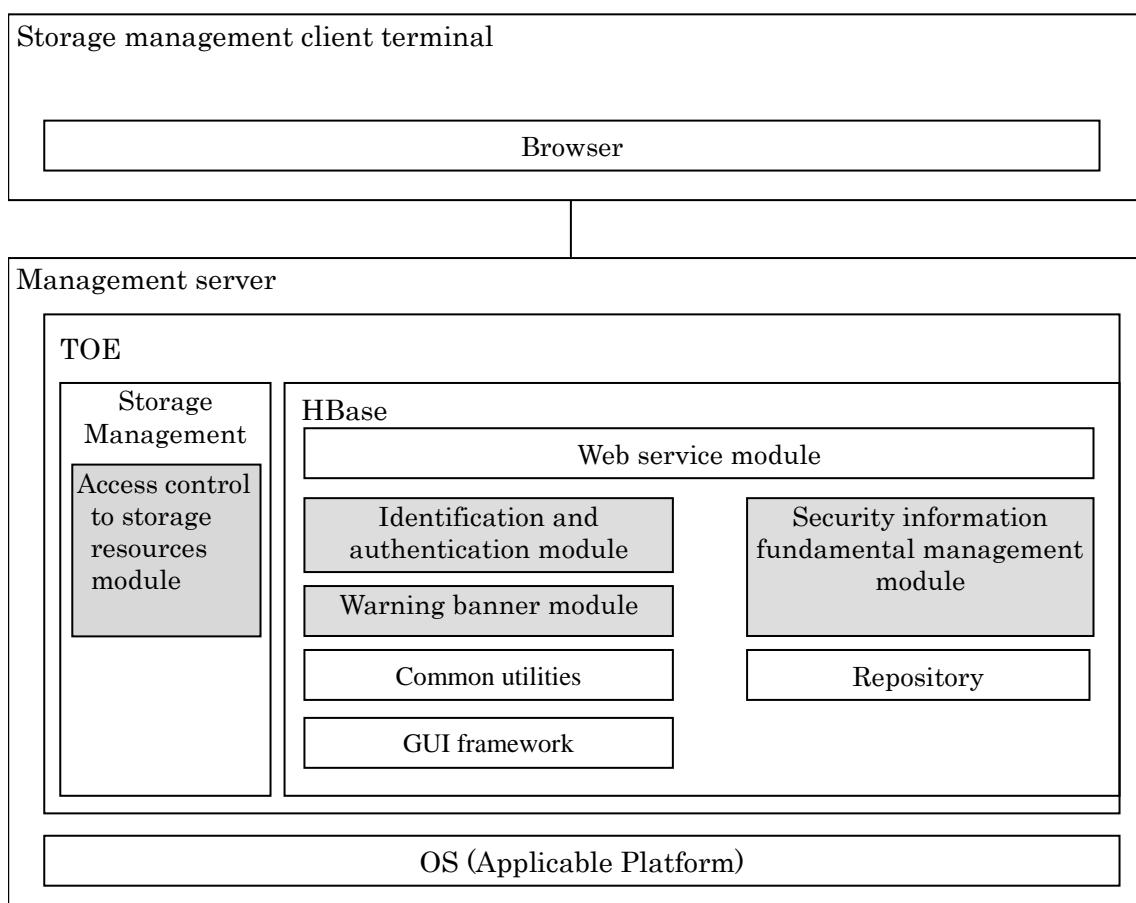 Storage management client terminal
Browser
Management server
TOE
Storage
Management
Access control
to storage
resources
module
HBase
Web service module
Identification and
authentication module
Warning banner module
Common utilities
GUI framework
Security information
fundamental management
module
Repository
OS (Applicable Platform)